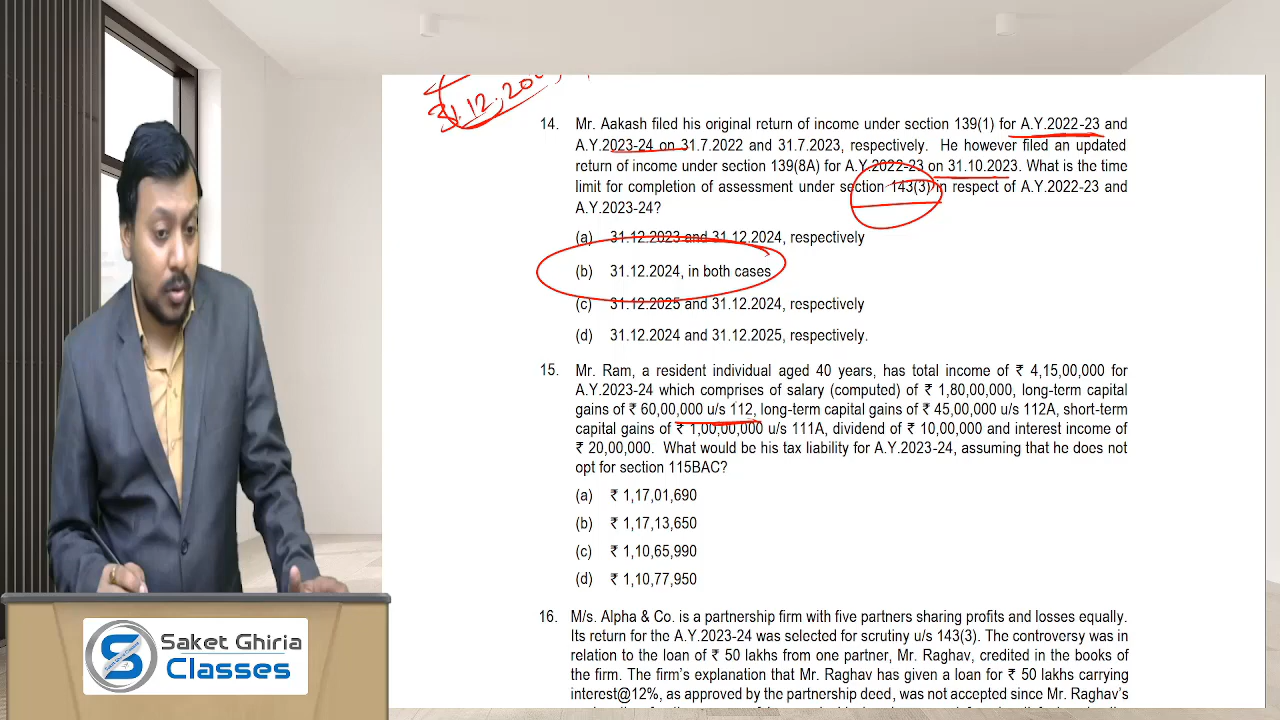 31.12.20
14. Mr. Aakash filed his original return of income under section 139(1) for A.Y.2022-23 and
A.Y.2023-24 on 31.7.2022 and 31.7.2023, respectively. He however filed an updated
return of income under section 139(8A) for A.Y.2022-23 on 31.10.2023. What is the time
limit for completion of assessment under section 143(3) in respect of A.Y.2022-23 and
A.Y.2023-24?
(a) 31.12.2023 and 31.12.2024, respectively
(b) 31.12.2024, in both cases
(c) 31.12.2025 and 31.12.2024, respectively
(d) 31.12.2024 and 31.12.2025, respectively.
15. Mr. Ram, a resident individual aged 40 years, has total income of ₹ 4,15,00,000 for
A.Y.2023-24 which comprises of salary (computed) of ₹ 1,80,00,000, long-term capital
gains of ₹ 60,00,000 u/s 112, long-term capital gains of ₹ 45,00,000 u/s 112A, short-term
capital gains of ₹ 1,00,00,000 u/s 111A, dividend of ₹ 10,00,000 and interest income of
₹ 20,00,000. What would be his tax liability for A.Y.2023-24, assuming that he does not
opt for section 115BAC?
(a) ₹ 1,17,01,690
(b) ₹ 1,17,13,650
(c) ₹ 1,10,65,990
(d) ₹ 1,10,77,950
16. M/s. Alpha & Co. is a partnership firm with five partners sharing profits and losses equally.
Its return for the A.Y.2023-24 was selected for scrutiny u/s 143(3). The controversy was in
relation to the loan of ₹ 50 lakhs from one partner, Mr. Raghav, credited in the books of
the firm. The firm's explanation that Mr. Raghav has given a loan for ₹ 50 lakhs carrying
interest@12%, as approved by the partnership deed, was not accepted since Mr. Raghav's
Saket Ghiria
Classes